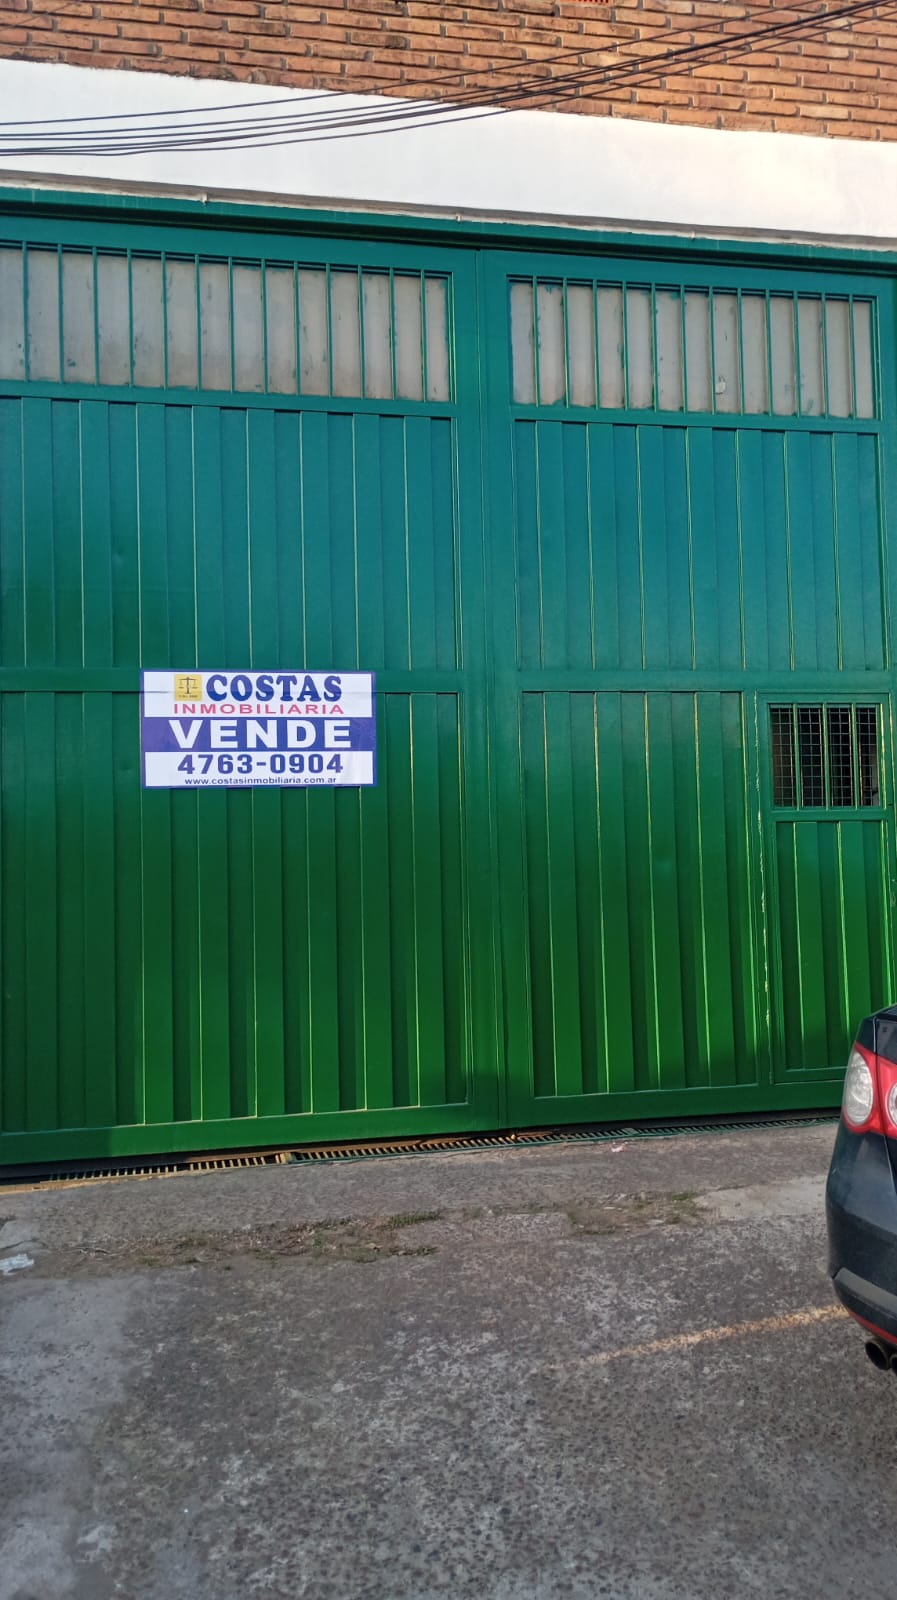 COSTAS
INMOBILIARIA
VENDE
4763-0904
www.costasinmobiliaria.com.ar